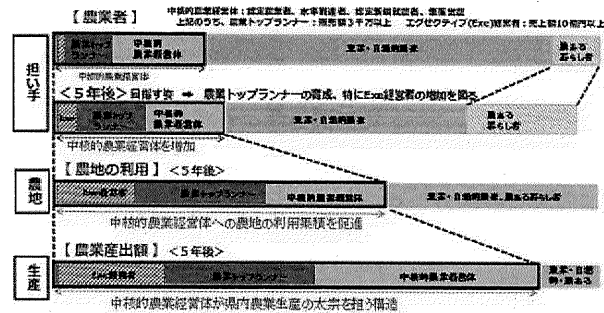 【農業者】
中核的農業経営体：認定農業者、水準到達者、認定新規就農者、集落営農
上記のうち、農業トップランナー：販売額3千万以上 エグゼクティブ(Exe)経営者：売上額10億円以上
担い手
農業トップランナー
中核的農業経営体
兼業・自給的農家
農ある暮らし者
中核的農業経営体
＜5年後＞目指す姿 ➡ 農業トップランナーの育成、特にExe経営者の増加を図る
農業トップランナー
中核的農業経営体
兼業・自給的農家
農ある暮らし者
中核的農業経営体を増加
【農地の利用】＜5年後＞
農地
Exe経営者
農業トップランナー
中核的農業経営体
兼業・自給的農家、農ある暮らし者
中核的農業経営体への農地の利用集積を促進
【農業産出額】＜5年後＞
生産
Exe経営者
農業トップランナー
中核的農業経営体
兼業・自給的・農ある
中核的農業経営体が県内農業生産の太宗を担う構造